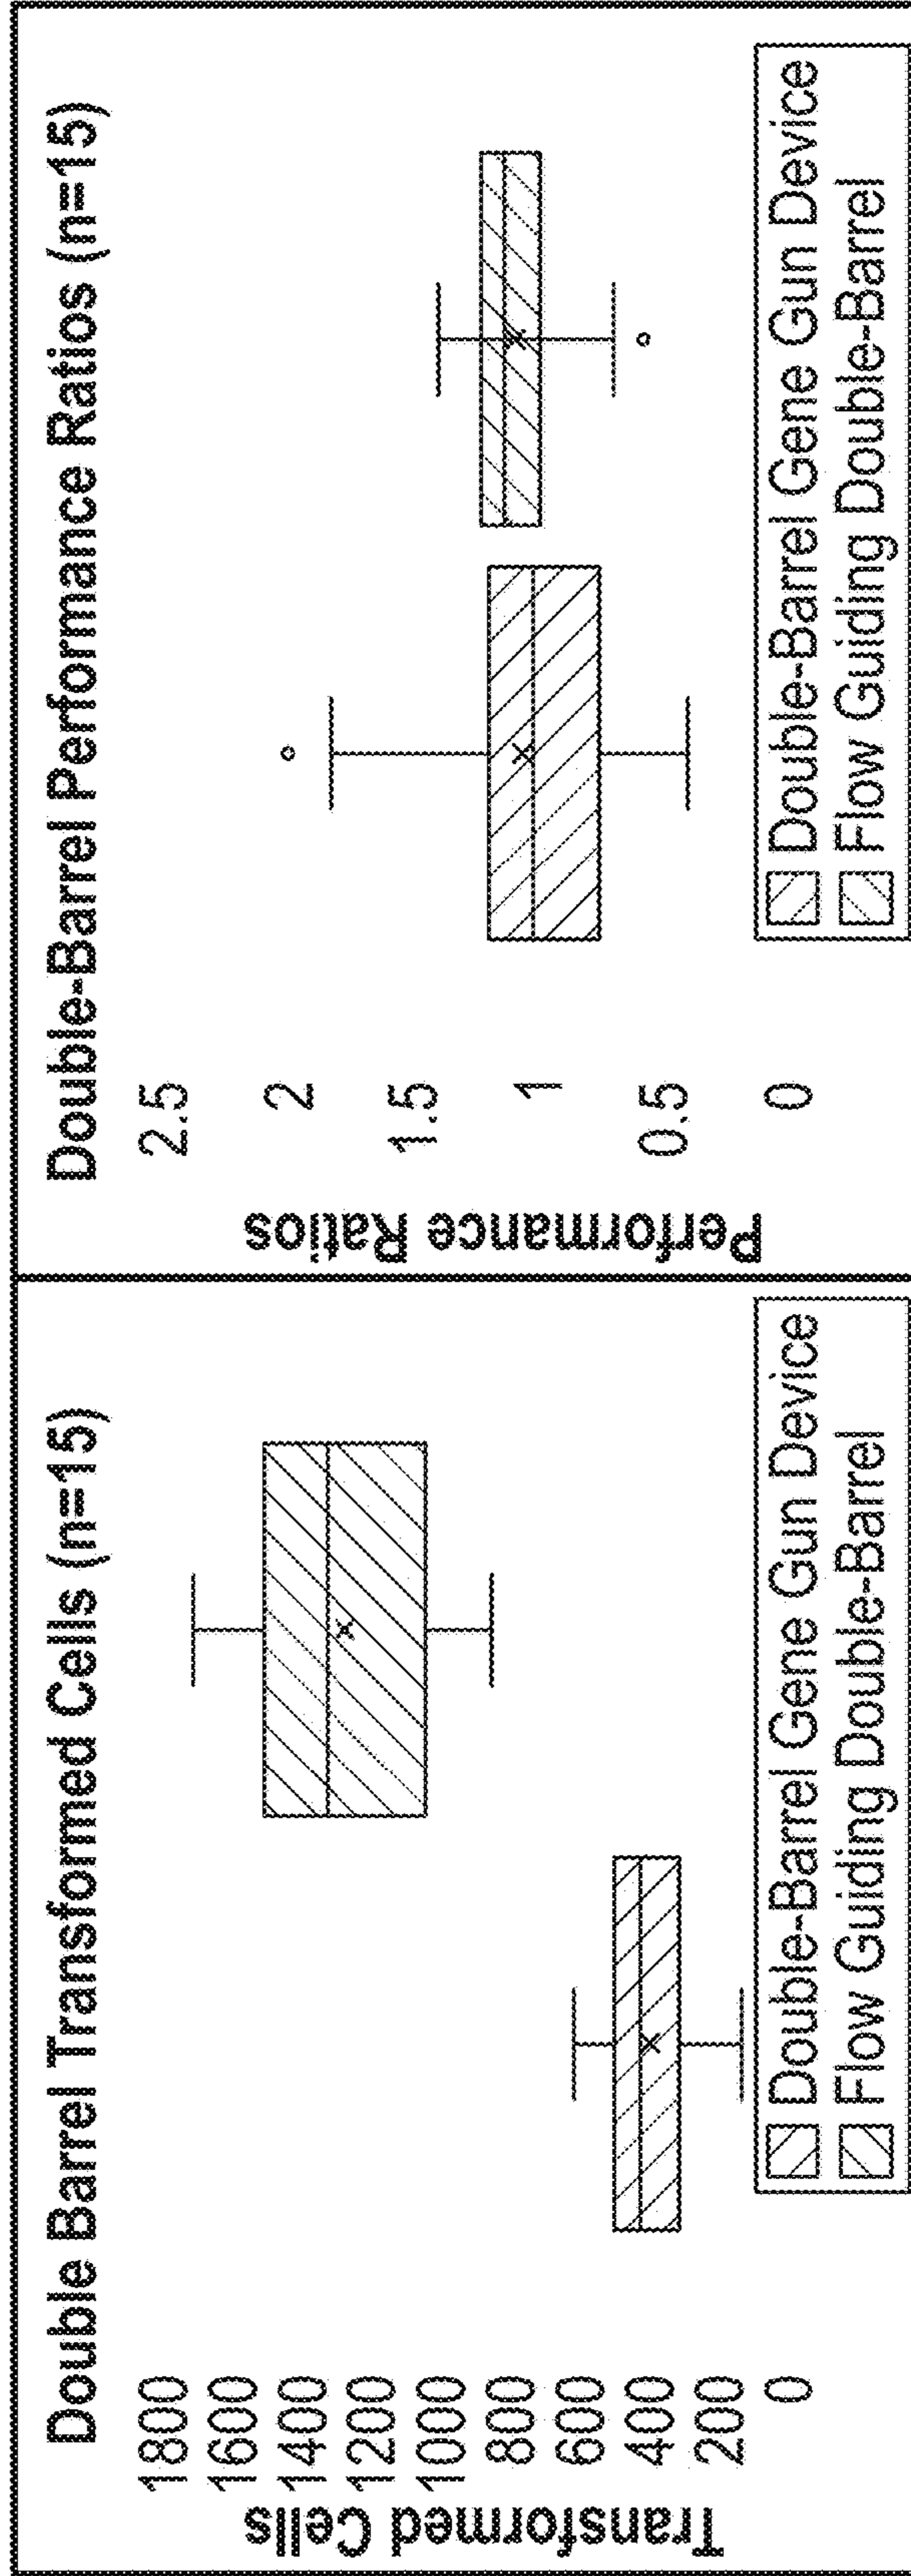 Double Barrel Transformed Cells (n=15)
Transformed Cells
1800
1600
1400
1200
1000
800
600
400
200
0
Double-Barrel Gene Gun Device
Flow Guiding Double-Barrel
Double-Barrel Performance Ratios (n=15)
Performance Ratios
2.5
2
1.5
1
0.5
0
Double-Barrel Gene Gun Device
Flow Guiding Double-Barrel